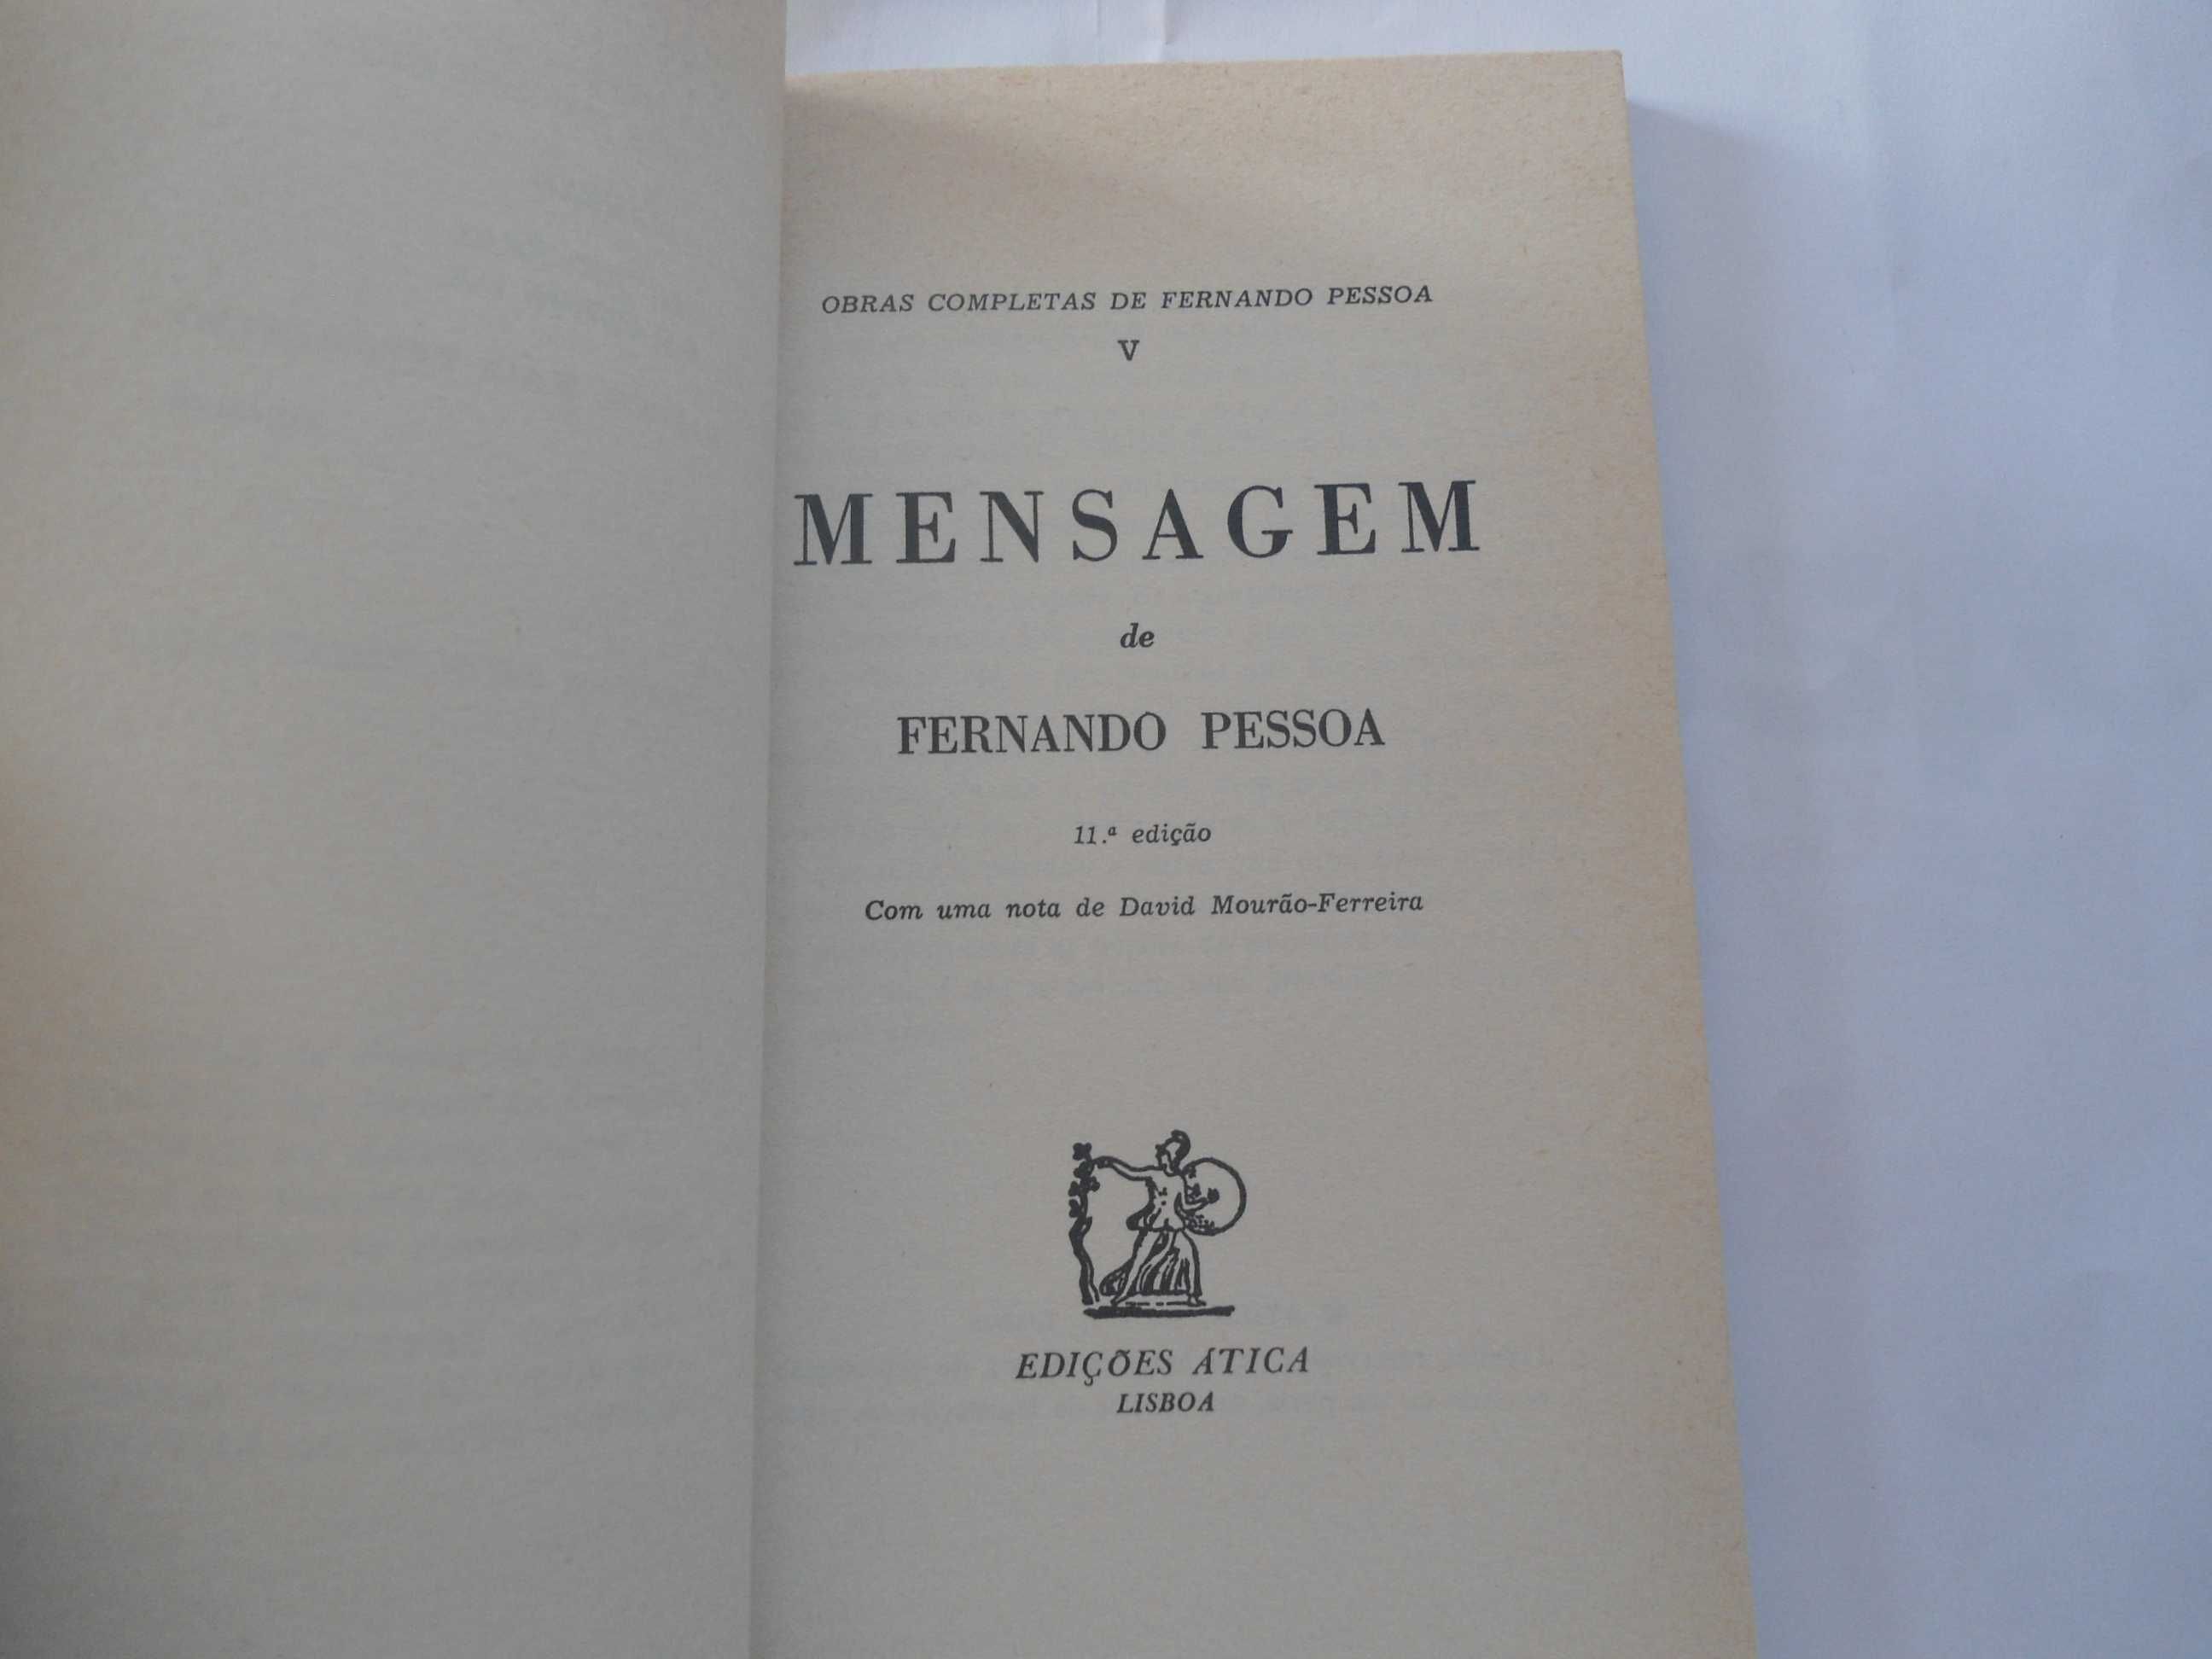 OBRAS COMPLETAS DE FERNANDO PESSOA
V
MENSAGEM
de
FERNANDO PESSOA
11.ª edição
Com uma nota de David Mourão-Ferreira
EDIÇÕES ÁTICA
LISBOA